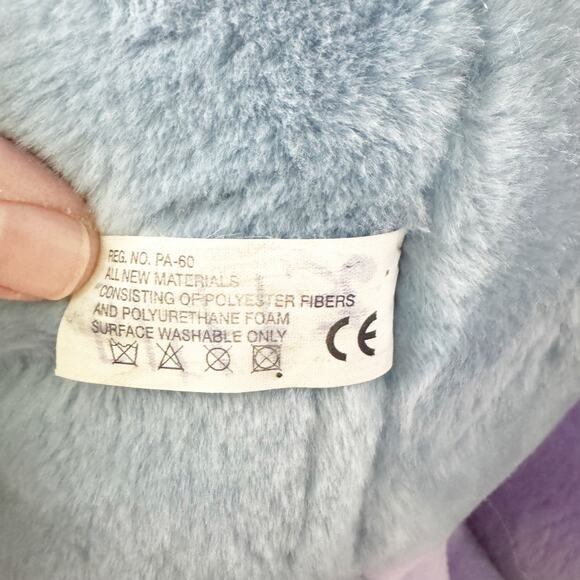 REG. NO. PA-60
ALL NEW MATERIALS
CONSISTING OF POLYESTER FIBERS
AND POLYURETHANE FOAM
SURFACE WASHABLE ONLY
CE